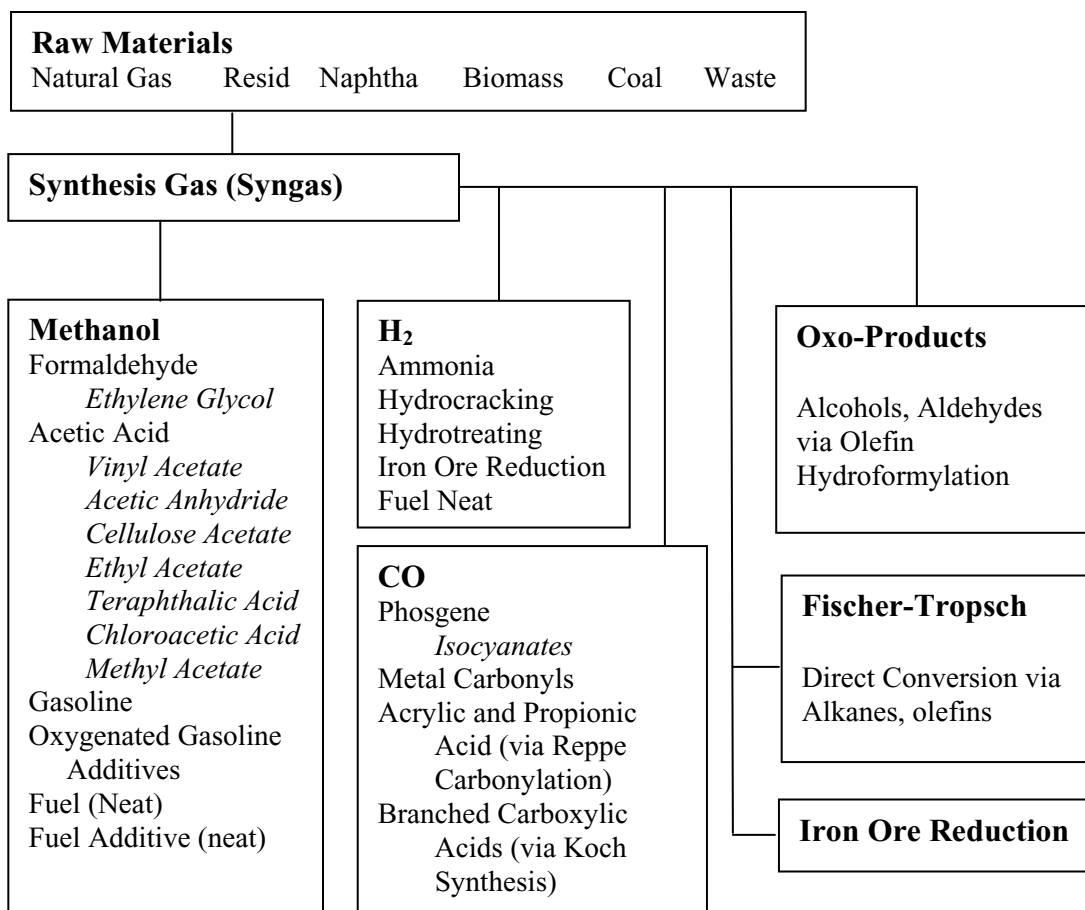 Raw Materials
Natural Gas Resid Naphtha Biomass Coal Waste
Synthesis Gas (Syngas)
Methanol
Formaldehyde
Ethylene Glycol
Acetic Acid
Vinyl Acetate
Acetic Anhydride
Cellulose Acetate
Ethyl Acetate
Teraphthalic Acid
Chloroacetic Acid
Methyl Acetate
Gasoline
Oxygenated Gasoline
Additives
Fuel (Neat)
Fuel Additive (neat)
H₂
Ammonia
Hydrocracking
Hydrotreating
Iron Ore Reduction
Fuel Neat
CO
Phosgene
Isocyanates
Metal Carbonyls
Acrylic and Propionic
Acid (via Reppe
Carbonylation)
Branched Carboxylic
Acids (via Koch
Synthesis)
Oxo-Products
Alcohols, Aldehydes
via Olefin
Hydroformylation
Fischer-Tropsch
Direct Conversion via
Alkanes, olefins
Iron Ore Reduction